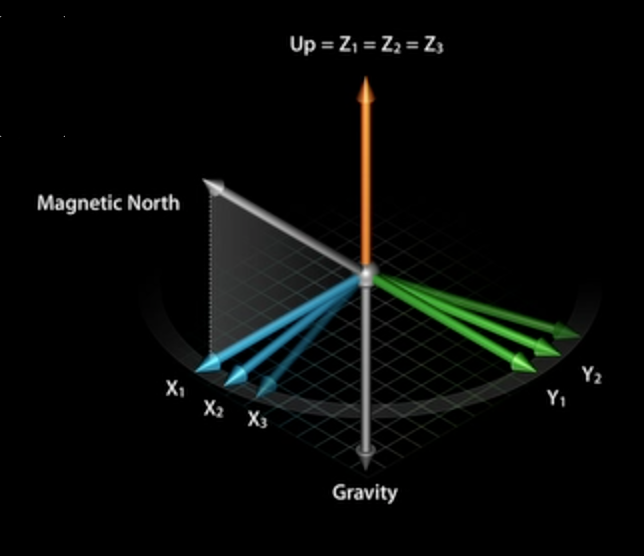 Up = Z₁ = Z₂ = Z₃
Magnetic North
X₁
X₂
X₃
Y₁
Y₂
Gravity